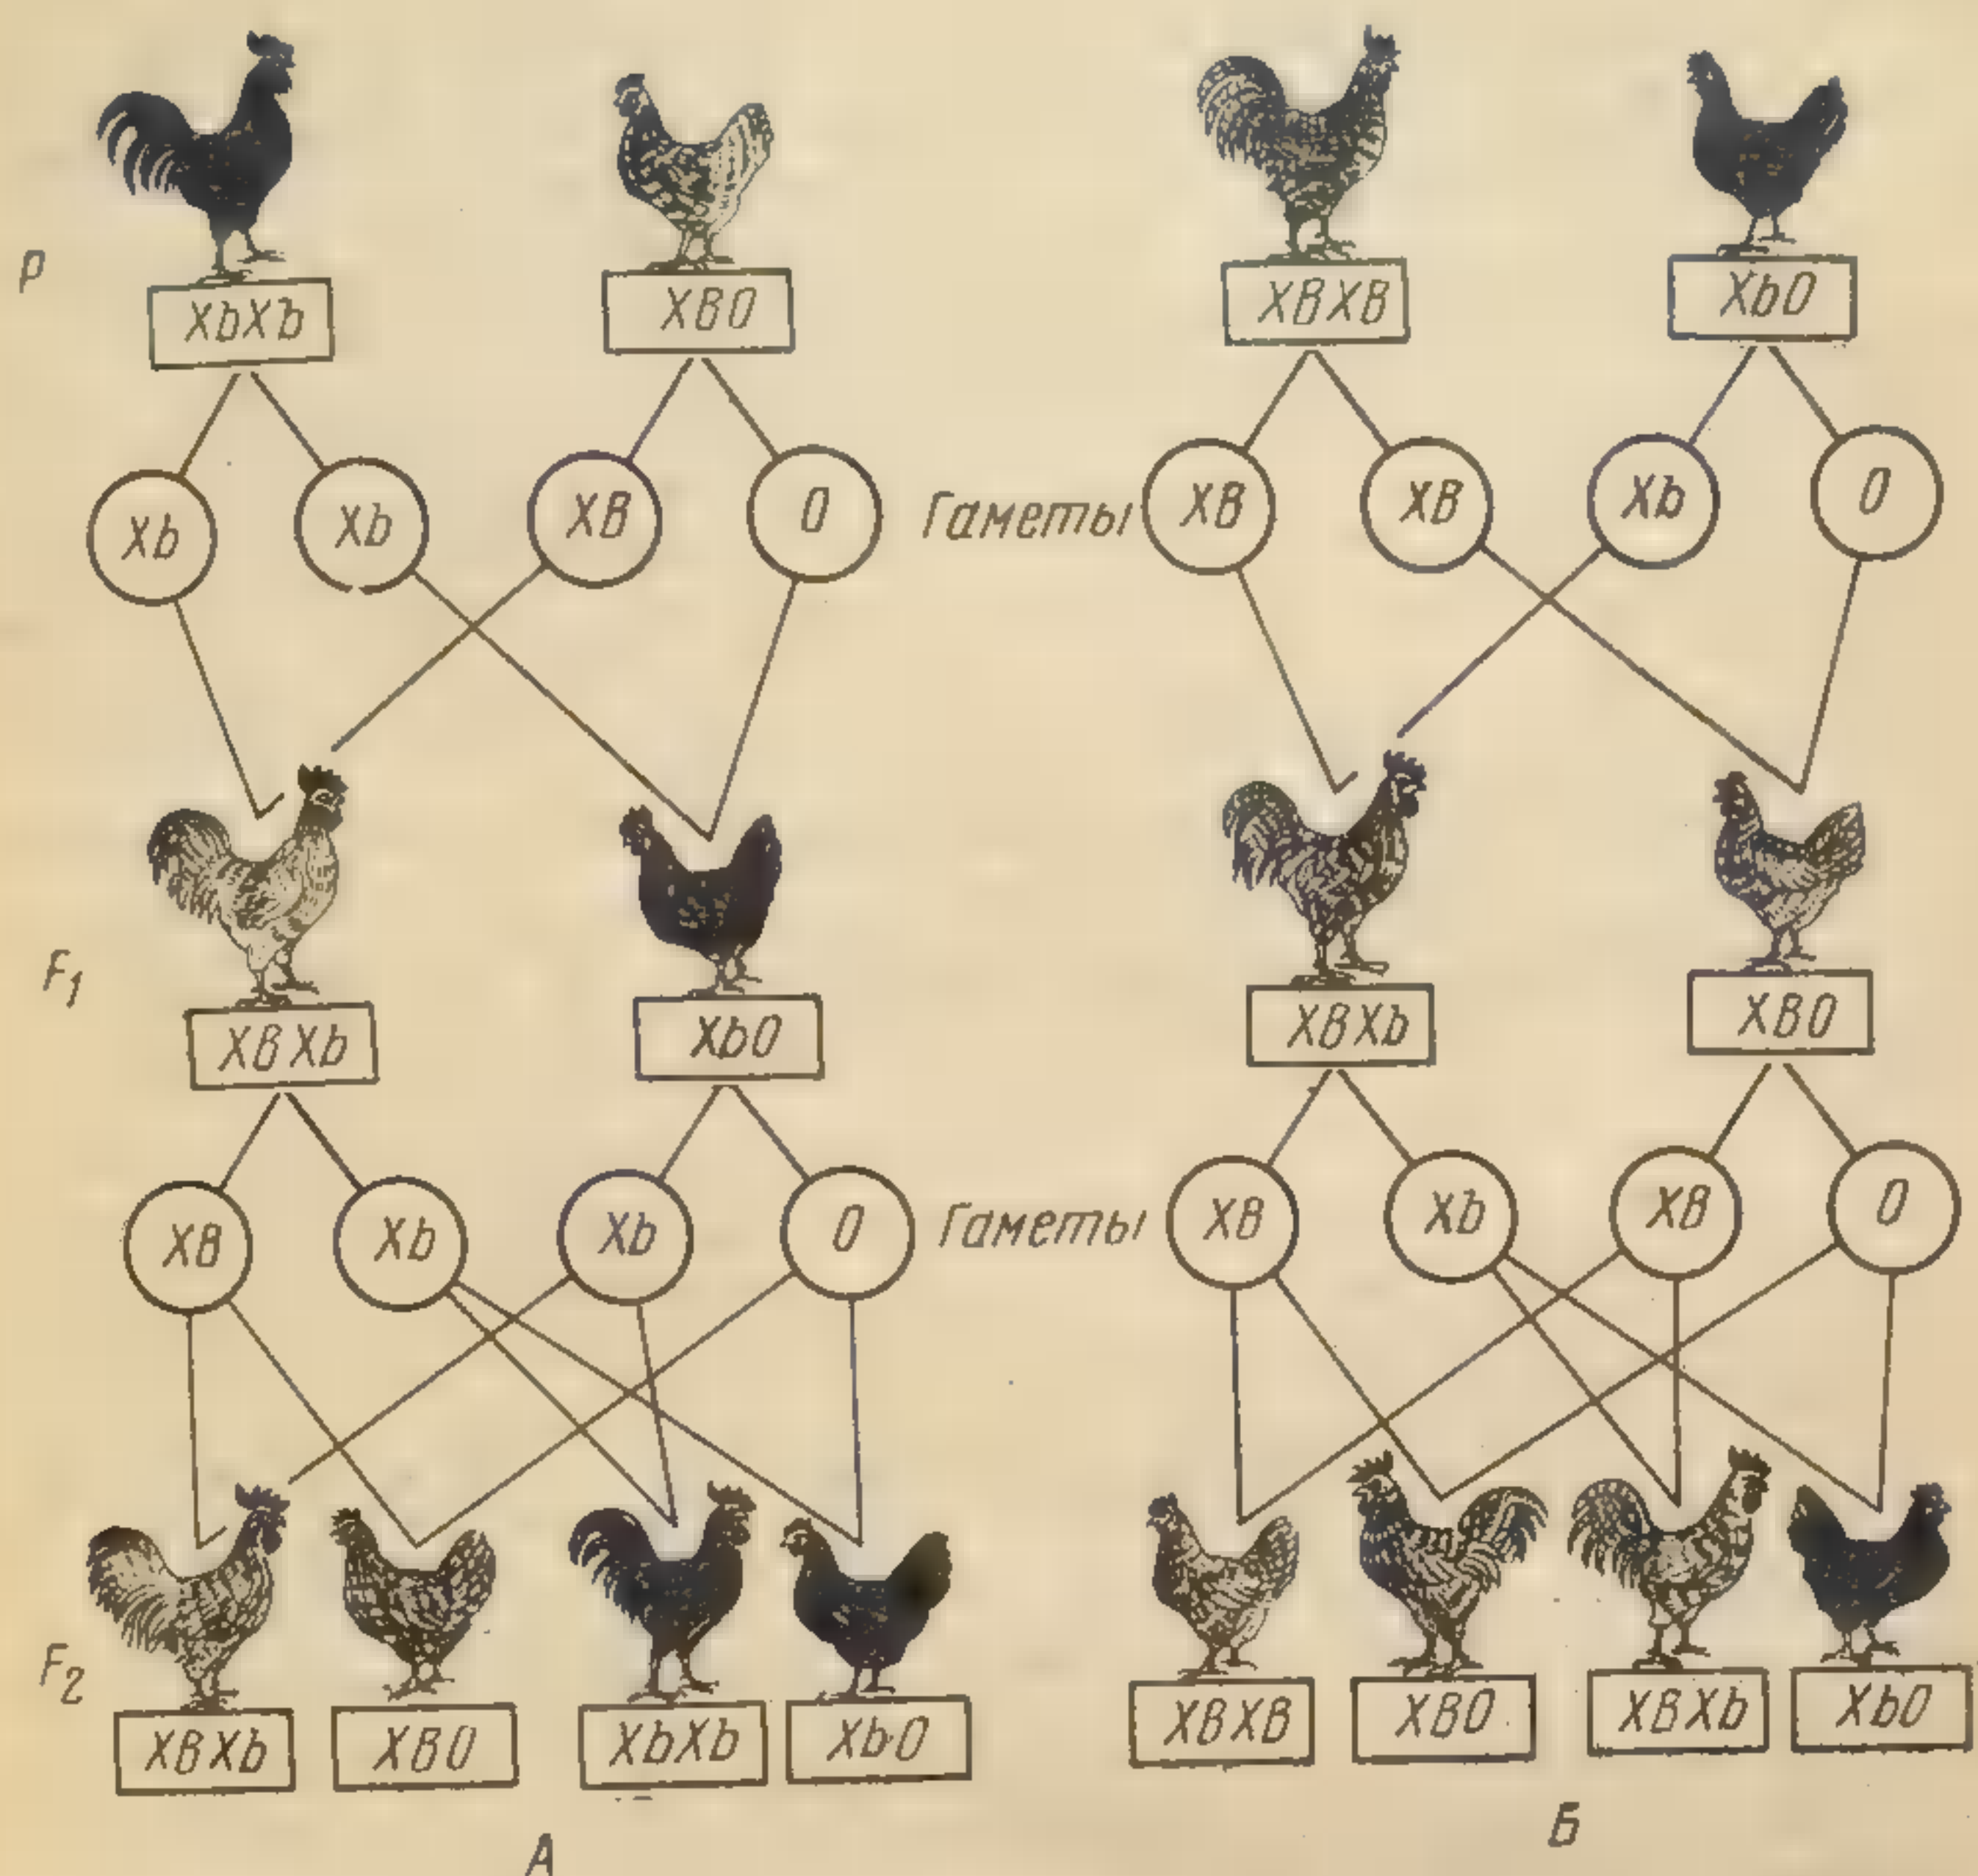 P
XbXb XBO XBXB XbO
Xb Xb XB O Гаметы XB XB Xb O
F1
XBXb XbO XBXb XBO
XB Xb Xb O Гаметы XB Xb XB O
F2
XBXb XBO XbXb XbO XBXB XBO XBXb XbO
А Б